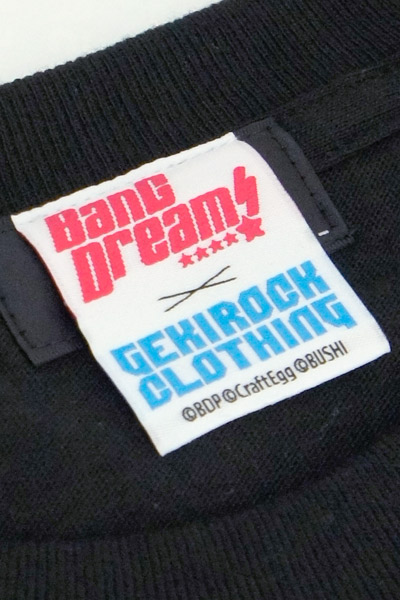 BanG
Dream!
★★★★★
×
GEKIROCK
CLOTHING
©BDP ©CraftEgg ©BUSHI